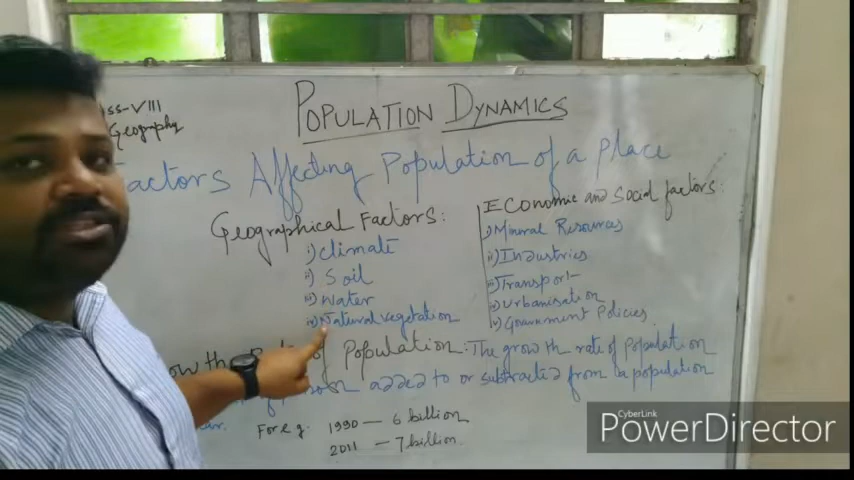 ss-VIII
Geography
POPULATION DYNAMICS
Factors Affecting Population of a Place
Geographical Factors:
i) Climate
ii) Soil
iii) Water
iv) Natural vegetation
Economic and Social factors:
i) Mineral Resources
ii) Industries
iii) Transport
iv) Urbanisation
v) Government Policies
of Population: The growth rate of population
added to or subtracted from a population
For e.g. 1990 — 6 billion
2011 — 7 billion
CyberLink
PowerDirector